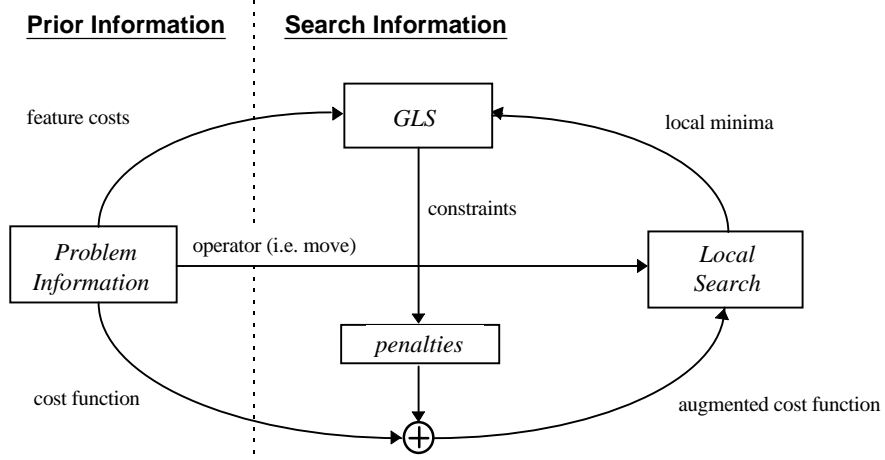 Prior Information
Search Information
feature costs
GLS
local minima
constraints
Problem
Information
operator (i.e. move)
Local
Search
penalties
cost function
augmented cost function